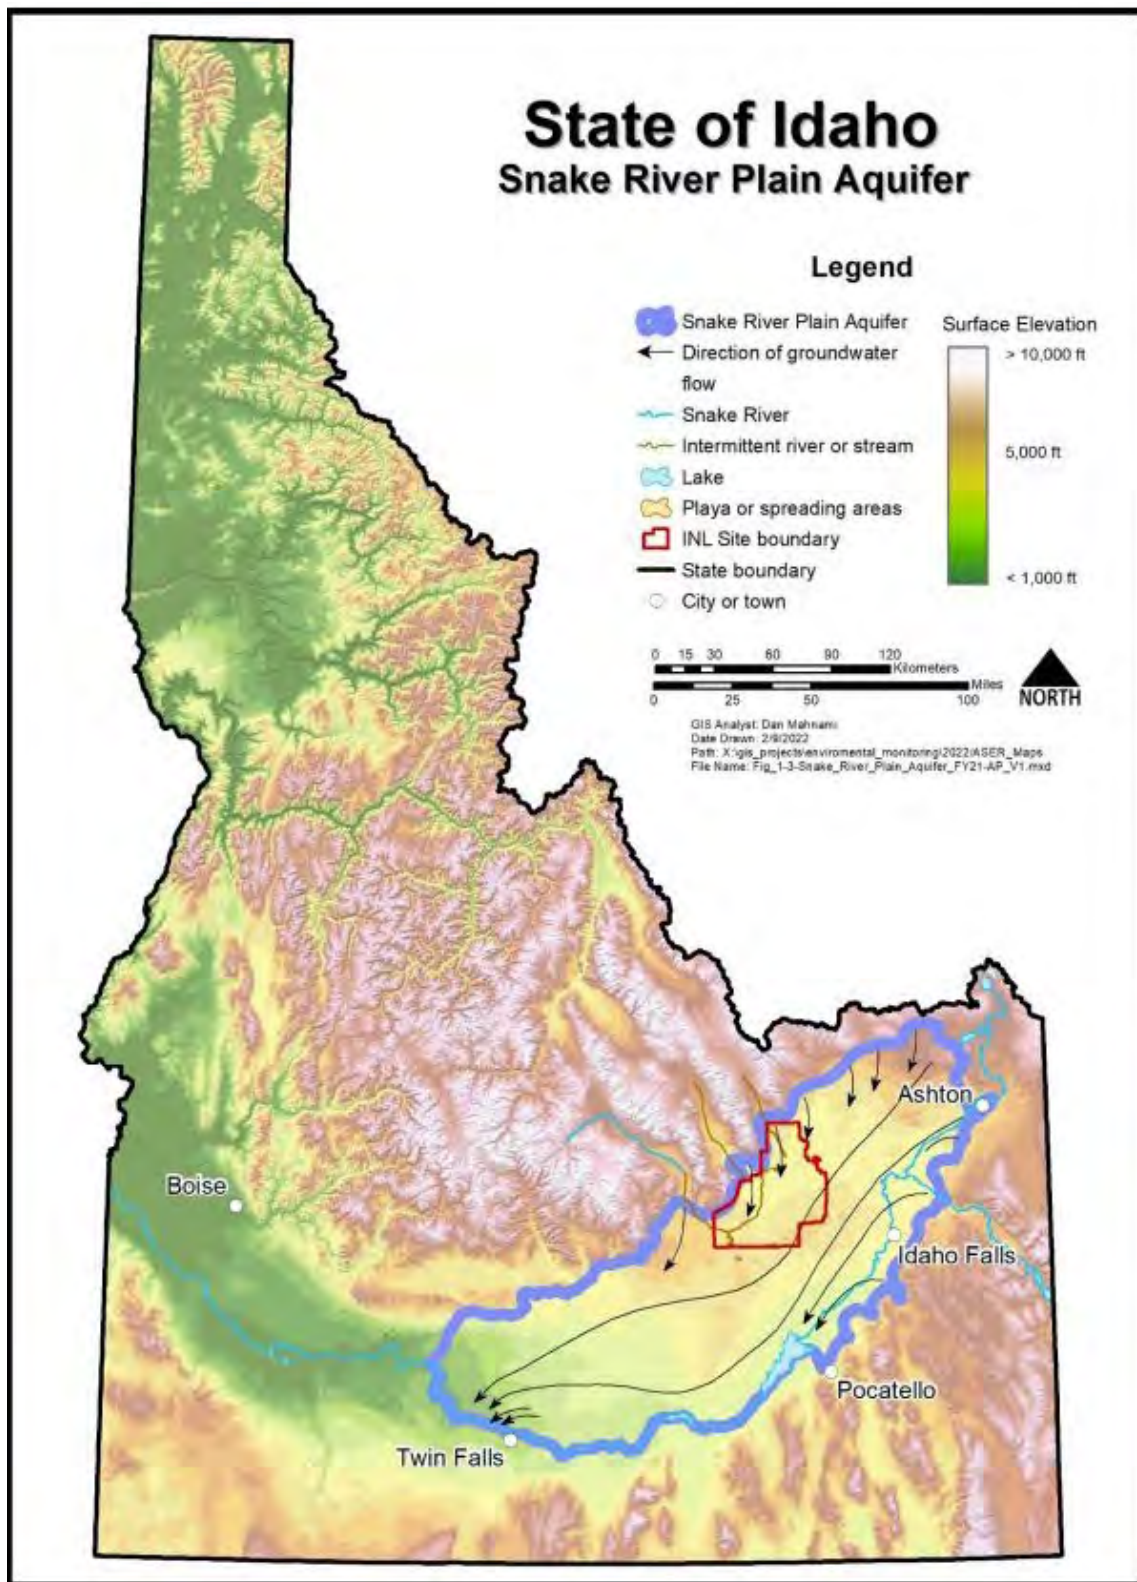 State of Idaho
Snake River Plain Aquifer
Legend
Snake River Plain Aquifer
Direction of groundwater
flow
Snake River
Intermittent river or stream
Lake
Playa or spreading areas
INL Site boundary
State boundary
City or town
Surface Elevation
> 10,000 ft
5,000 ft
< 1,000 ft
0 15 30 60 90 120
Kilometers
Miles
0 25 50 100
NORTH
GIS Analyst: Dan Mahnami
Date Drawn: 2/9/2022
Path: X:\gis_projects\enviromental_monitoring\2022\ASER_Maps
File Name: Fig_1-3-Snake_River_Plain_Aquifer_FY21-AP_V1.mxd
Ashton
Boise
Idaho Falls
Pocatello
Twin Falls